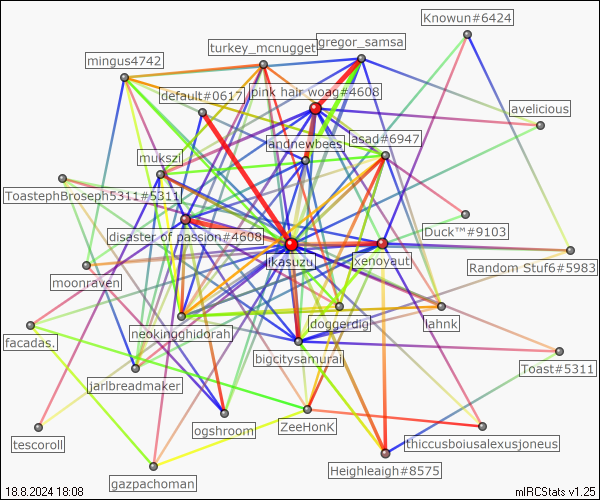 Knowun#6424
gregor_samsa
turkey_mcnugget
mingus4742
pink hair woag#4608
default#0617
avelicious
andnewbees
asad#6947
mukszi
ToastephBroseph5311#5311
Duck™#9103
disaster of passion#4608
jkasuzu
xenoyaut
Random Stuf6#5983
moonraven
doggerdig
lahnk
neokingghidorah
facadas.
bigcitysamurai
Toast#5311
jarlbreadmaker
ogshroom
ZeeHonK
tescoroll
thiccusboiusalexusjoneus
Heighleaigh#8575
gazpachoman
18.8.2024 18:08
mIRCStats v1.25